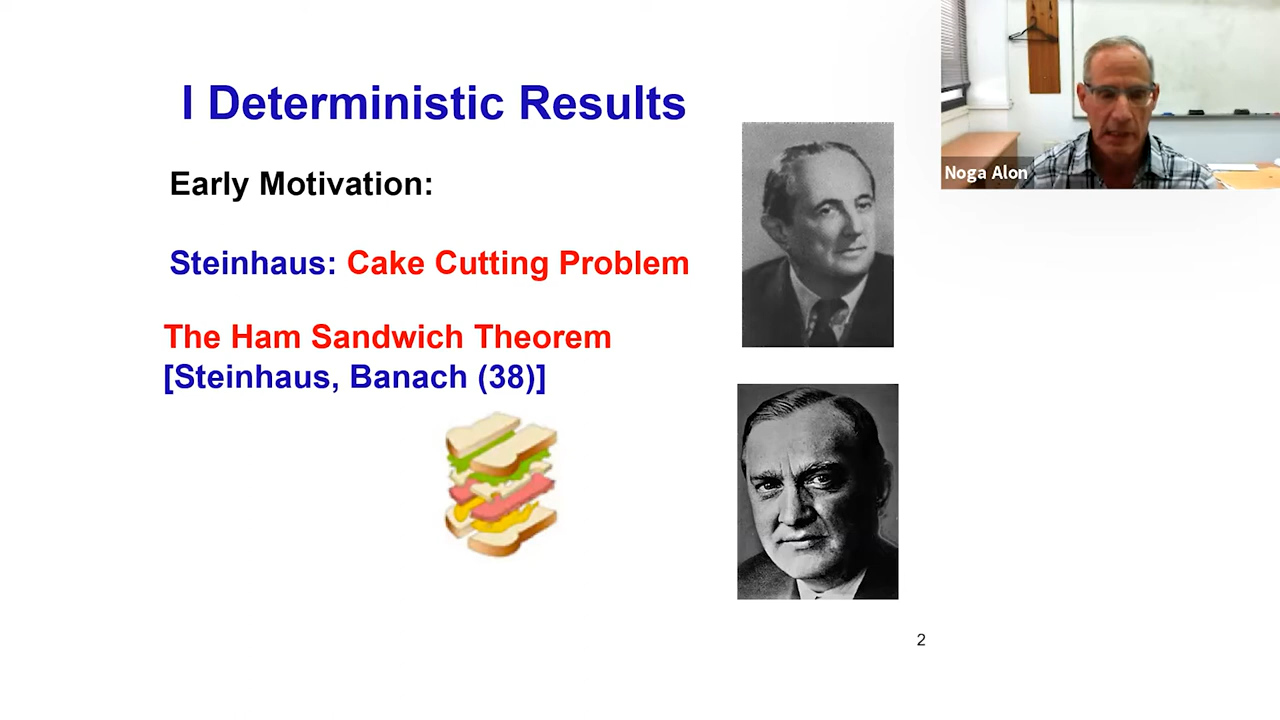 I Deterministic Results
Early Motivation:
Steinhaus: Cake Cutting Problem
The Ham Sandwich Theorem
[Steinhaus, Banach (38)]
Noga Alon
2